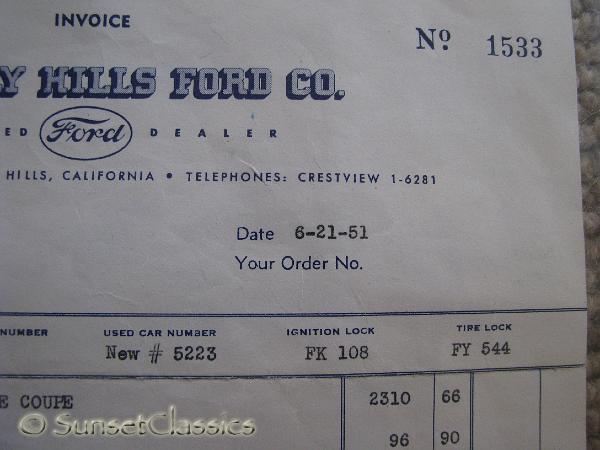 INVOICE
Nº 1533
Y HILLS FORD CO.
ED Ford DEALER
HILLS, CALIFORNIA • TELEPHONES: CRESTVIEW 1-6281
Date 6-21-51
Your Order No.
NUMBER USED CAR NUMBER IGNITION LOCK TIRE LOCK
New # 5223 FK 108 FY 544
E COUPE 2310 66
© SunsetClassics
96 90